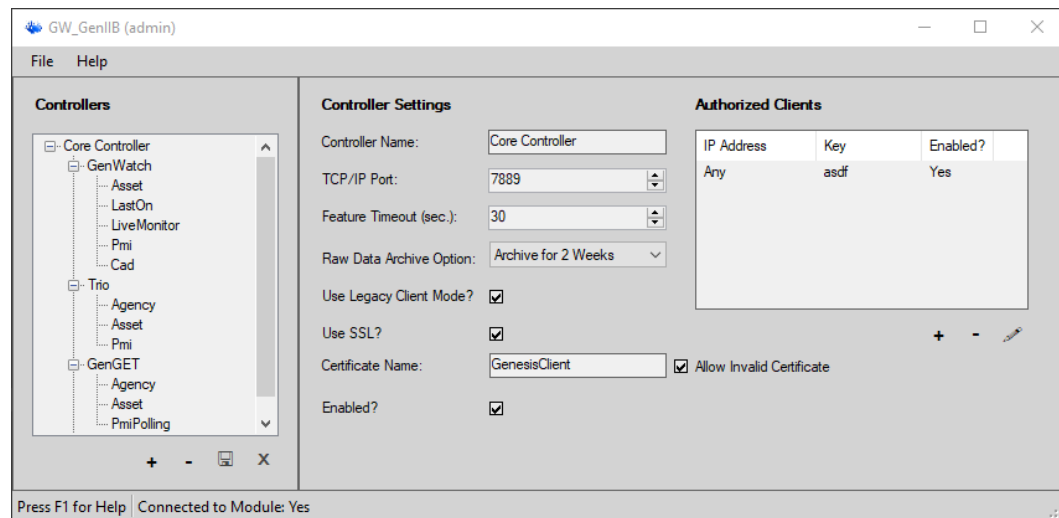 GW_GenIIB (admin)
File Help
Controllers
Core Controller
GenWatch
Asset
LastOn
LiveMonitor
Pmi
Cad
Trio
Agency
Asset
Pmi
GenGET
Agency
Asset
PmiPolling
+ - X
Controller Settings
Controller Name: Core Controller
TCP/IP Port: 7889
Feature Timeout (sec.): 30
Raw Data Archive Option: Archive for 2 Weeks
Use Legacy Client Mode?
Use SSL?
Certificate Name: GenesisClient Allow Invalid Certificate
Enabled?
Authorized Clients
IP Address Key Enabled?
Any asdf Yes
+ -
Press F1 for Help Connected to Module: Yes